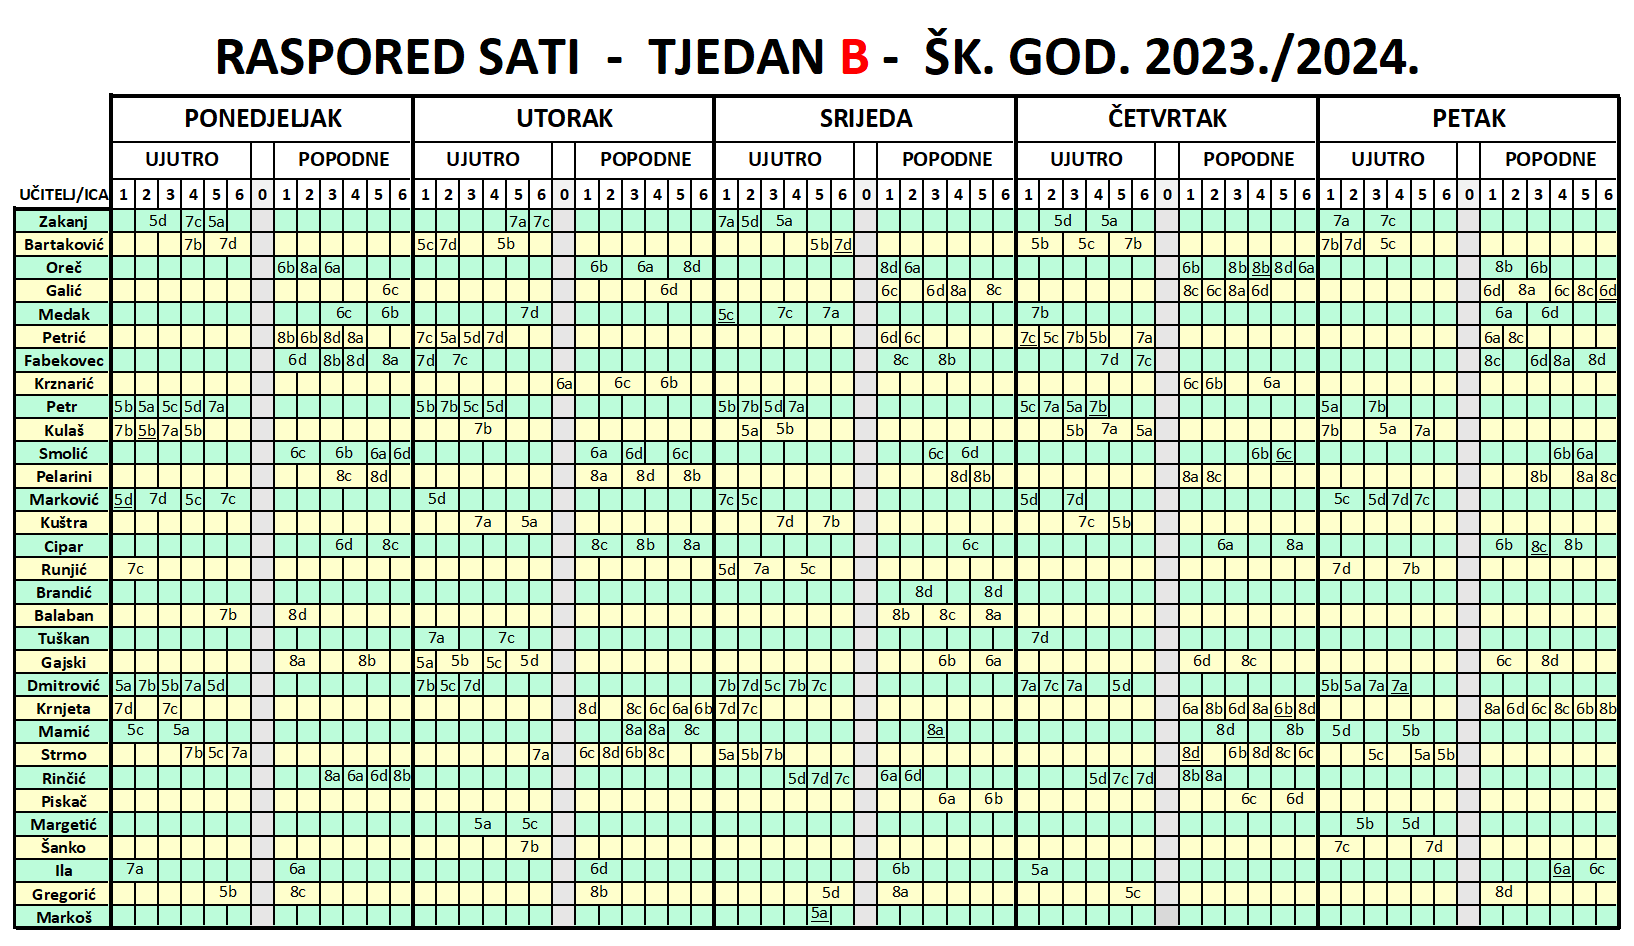 RASPORED SATI - TJEDAN B - ŠK. GOD. 2023./2024.
PONEDJELJAK UTORAK SRIJEDA ČETVRTAK PETAK
UJUTRO POPODNE UJUTRO POPODNE UJUTRO POPODNE UJUTRO POPODNE UJUTRO POPODNE
UČITELJ/ICA 1 2 3 4 5 6 0 1 2 3 4 5 6 1 2 3 4 5 6 0 1 2 3 4 5 6 1 2 3 4 5 6 0 1 2 3 4 5 6 1 2 3 4 5 6 0 1 2 3 4 5 6 1 2 3 4 5 6 0 1 2 3 4 5 6
Zakanj 5d 7c 5a 7a 7c 7a 5d 5a 5d 5a 7a 7c
Bartaković 7b 7d 5c 7d 5b 5b 7d 5b 5c 7b 7b 7d 5c
Oreč 6b 8a 6a 6b 6a 8d 8d 6a 6b 8b 8b 8d 6a 8b 6b
Galić 6c 6d 6c 6d 8a 8c 8c 6c 8a 6d 6d 8a 6c 8c 6d
Medak 6c 6b 7d 5c 7c 7a 7b 6a 6d
Petrić 8b 6b 8d 8a 7c 5a 5d 7d 6d 6c 7c 5c 7b 5b 7a 6a 8c
Fabekovec 6d 8b 8d 8a 7d 7c 8c 8b 7d 7c 8c 6d 8a 8d
Krznarić 6a 6c 6b 6c 6b 6a
Petr 5b 5a 5c 5d 7a 5b 7b 5c 5d 5b 7b 5d 7a 5c 7a 5a 7b 5a 7b
Kulaš 7b 5b 7a 5b 7b 5a 5b 5b 7a 5a 7b 5a 7a
Smolić 6c 6b 6a 6d 6a 6d 6c 6c 6d 6b 6c 6b 6a
Pelarini 8c 8d 8a 8d 8b 8d 8b 8a 8c 8b 8a 8c
Marković 5d 7d 5c 7c 5d 7c 5c 5d 7d 5c 5d 7d 7c
Kuštra 7a 5a 7d 7b 7c 5b
Cipar 6d 8c 8c 8b 8a 6c 6a 8a 6b 8c 8b
Runjić 7c 5d 7a 5c 7d 7b
Brandić 8d 8d
Balaban 7b 8d 8b 8c 8a
Tuškan 7a 7c 7d
Gajski 8a 8b 5a 5b 5c 5d 6b 6a 6d 8c 6c 8d
Dmitrović 5a 7b 5b 7a 5d 7b 5c 7d 7b 7d 5c 7b 7c 7a 7c 7a 5d 5b 5a 7a 7a
Krnjeta 7d 7c 8d 8c 6c 6a 6b 7d 7c 6a 8b 6d 8a 6b 8d 8a 6d 6c 8c 6b 8b
Mamić 5c 5a 8a 8a 8c 8a 8d 8b 5d 5b
Strmo 7b 5c 7a 7a 6c 8d 6b 8c 5a 5b 7b 8d 6b 8d 8c 6c 5c 5a 5b
Rinčić 8a 6a 6d 8b 5d 7d 7c 6a 6d 5d 7c 7d 8b 8a
Piskač 6a 6b 6c 6d
Margetić 5a 5c 5b 5d
Šanko 7b 7c 7d
Ila 7a 6a 6d 6b 5a 6a 6c
Gregorić 5b 8c 8b 5d 8a 5c 8d
Markoš 5a